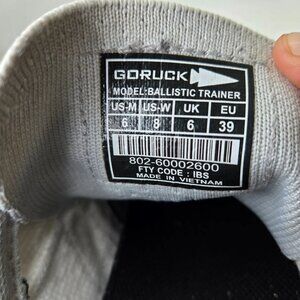 GORUCK
MODEL:BALLISTIC TRAINER
US-M US-W UK EU
6 8 6 39
802-60002600
FTY CODE : IBS
MADE IN VIETNAM